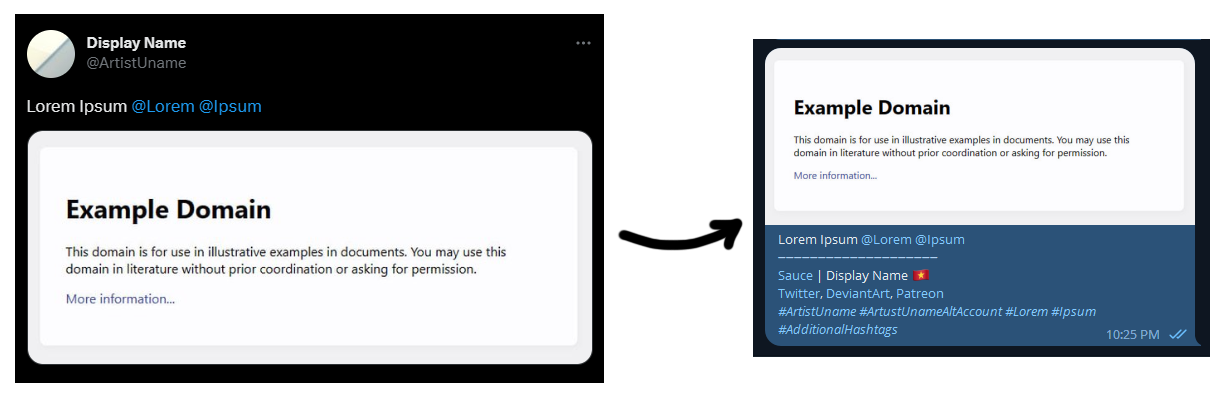 Display Name
@ArtistUname
Lorem Ipsum @Lorem @Ipsum
Example Domain
This domain is for use in illustrative examples in documents. You may use this
domain in literature without prior coordination or asking for permission.
More information...
Example Domain
This domain is for use in illustrative examples in documents. You may use this
domain in literature without prior coordination or asking for permission.
More information...
Lorem Ipsum @Lorem @Ipsum
————————————————————
Sauce | Display Name 🇻🇳
Twitter, DeviantArt, Patreon
#ArtistUname #ArtustUnameAltAccount #Lorem #Ipsum
#AdditionalHashtags
10:25 PM